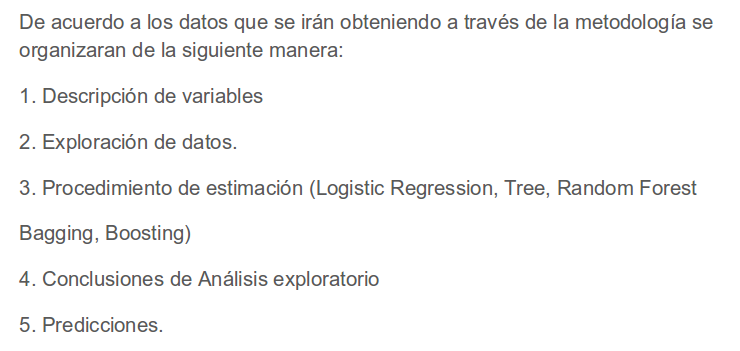 De acuerdo a los datos que se irán obteniendo a través de la metodología se
organizaran de la siguiente manera:
1. Descripción de variables
2. Exploración de datos.
3. Procedimiento de estimación (Logistic Regression, Tree, Random Forest
Bagging, Boosting)
4. Conclusiones de Análisis exploratorio
5. Predicciones.